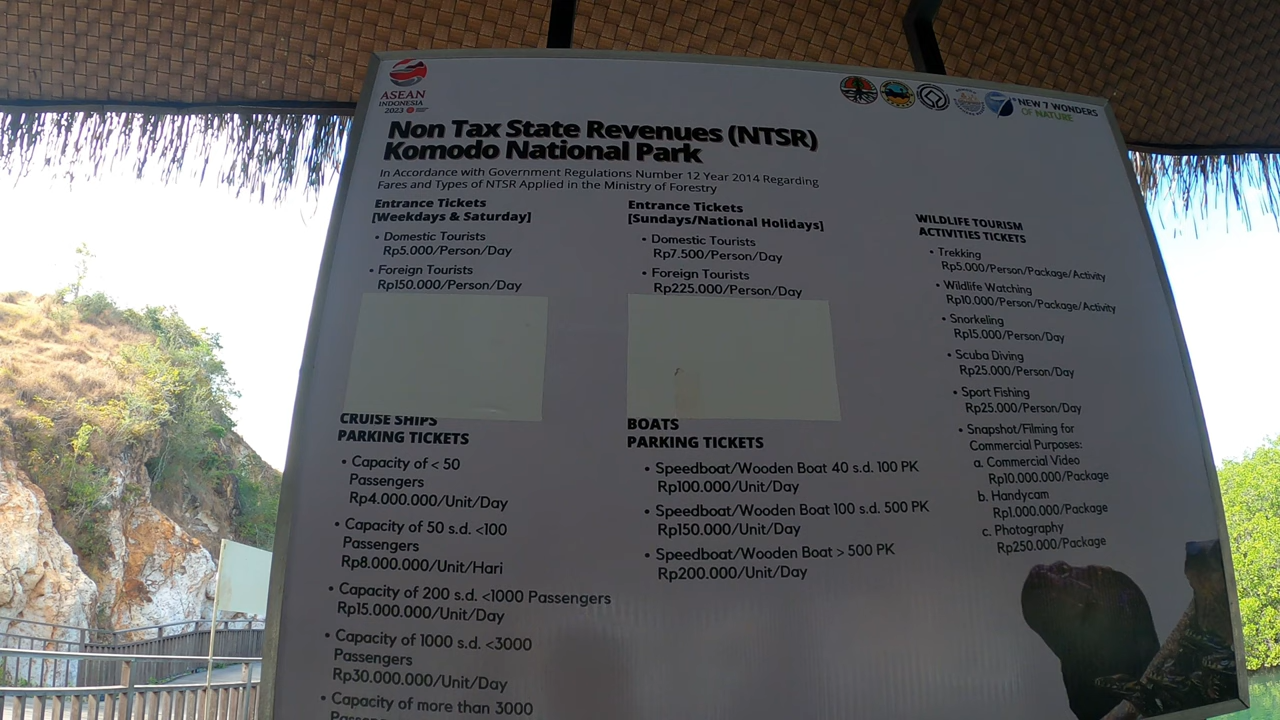 ASEAN
INDONESIA
2023
NEW 7 WONDERS
OF NATURE
Non Tax State Revenues (NTSR)
Komodo National Park
In Accordance with Government Regulations Number 12 Year 2014 Regarding
Fares and Types of NTSR Applied in the Ministry of Forestry
Entrance Tickets
[Weekdays & Saturday]
• Domestic Tourists
Rp5.000/Person/Day
• Foreign Tourists
Rp150.000/Person/Day
Entrance Tickets
[Sundays/National Holidays]
• Domestic Tourists
Rp7.500/Person/Day
• Foreign Tourists
Rp225.000/Person/Day
CRUISE SHIPS
PARKING TICKETS
• Capacity of < 50
Passengers
Rp4.000.000/Unit/Day
• Capacity of 50 s.d. <100
Passengers
Rp8.000.000/Unit/Hari
• Capacity of 200 s.d. <1000 Passengers
Rp15.000.000/Unit/Day
• Capacity of 1000 s.d. <3000
Passengers
Rp30.000.000/Unit/Day
• Capacity of more than 3000
BOATS
PARKING TICKETS
• Speedboat/Wooden Boat 40 s.d. 100 PK
Rp100.000/Unit/Day
• Speedboat/Wooden Boat 100 s.d. 500 PK
Rp150.000/Unit/Day
• Speedboat/Wooden Boat > 500 PK
Rp200.000/Unit/Day
WILDLIFE TOURISM
ACTIVITIES TICKETS
• Trekking
Rp5.000/Person/Package/Activity
• Wildlife Watching
Rp10.000/Person/Package/Activity
• Snorkeling
Rp15.000/Person/Day
• Scuba Diving
Rp25.000/Person/Day
• Sport Fishing
Rp25.000/Person/Day
• Snapshot/Filming for
Commercial Purposes:
a. Commercial Video
Rp10.000.000/Package
b. Handycam
Rp1.000.000/Package
c. Photography
Rp250.000/Package